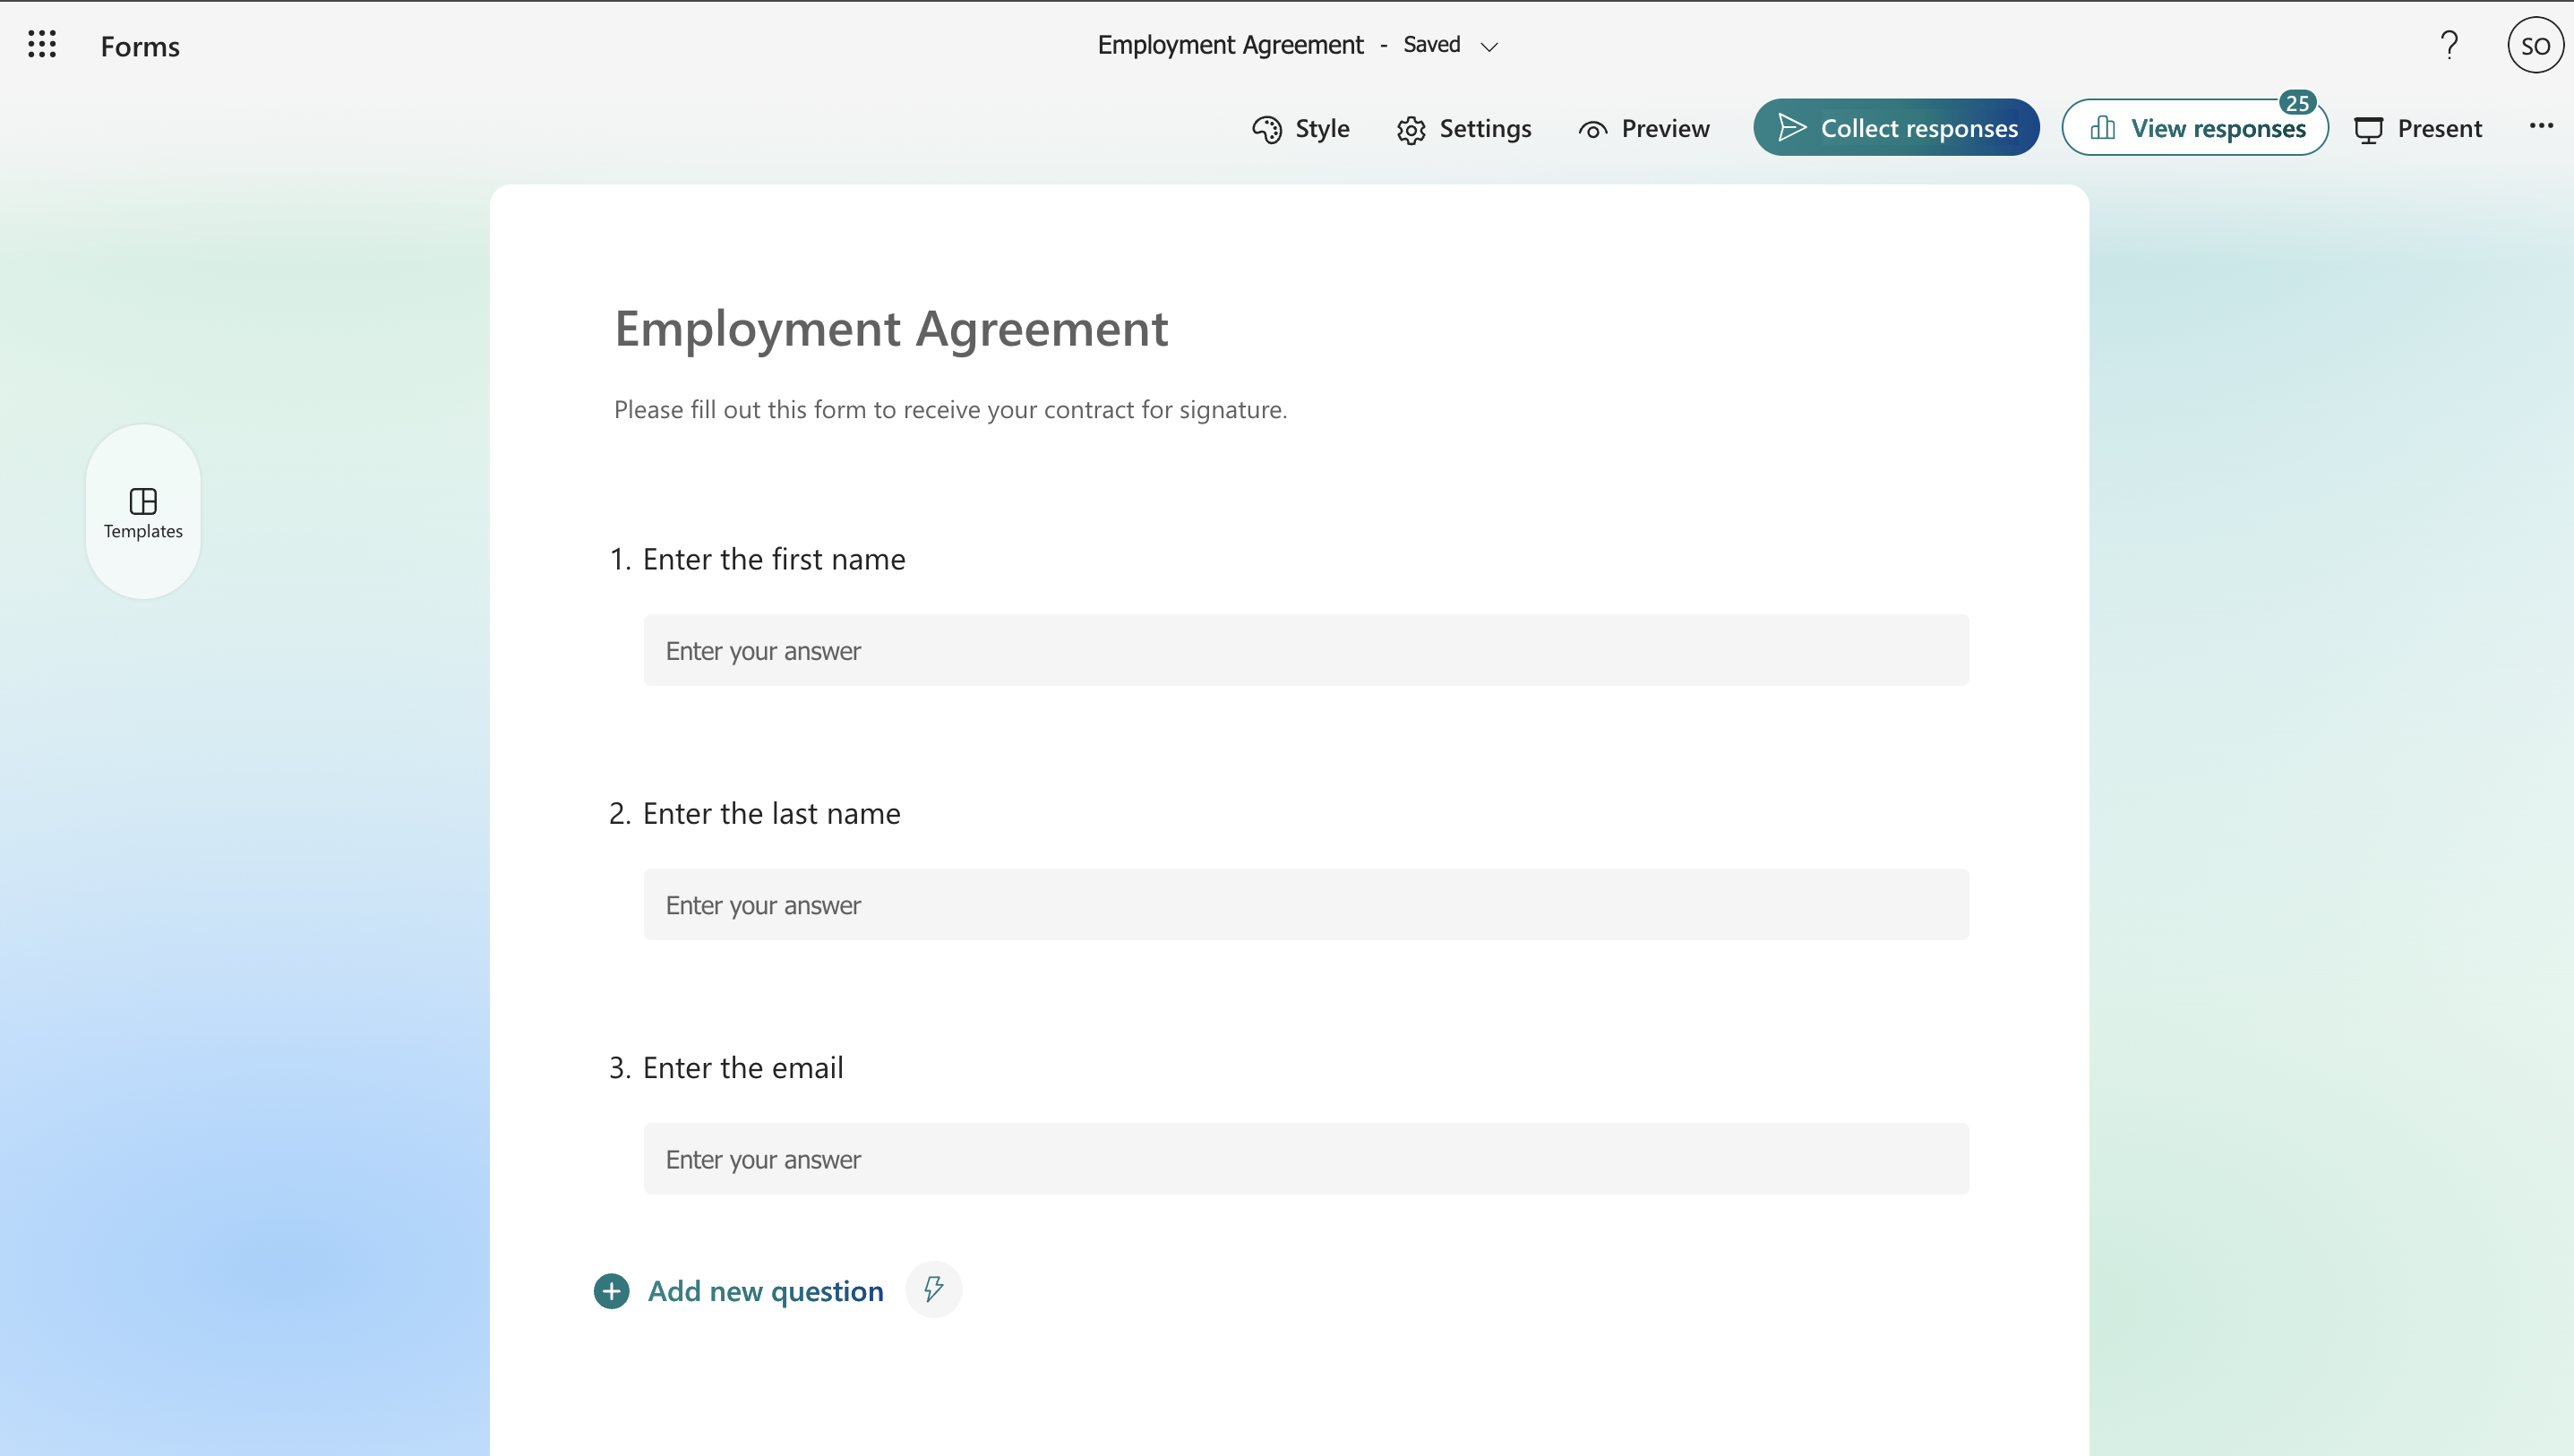 Forms
Employment Agreement - Saved
?
SO
Style
Settings
Preview
Collect responses
View responses
25
Present
...
Templates
Employment Agreement
Please fill out this form to receive your contract for signature.
1. Enter the first name
Enter your answer
2. Enter the last name
Enter your answer
3. Enter the email
Enter your answer
Add new question